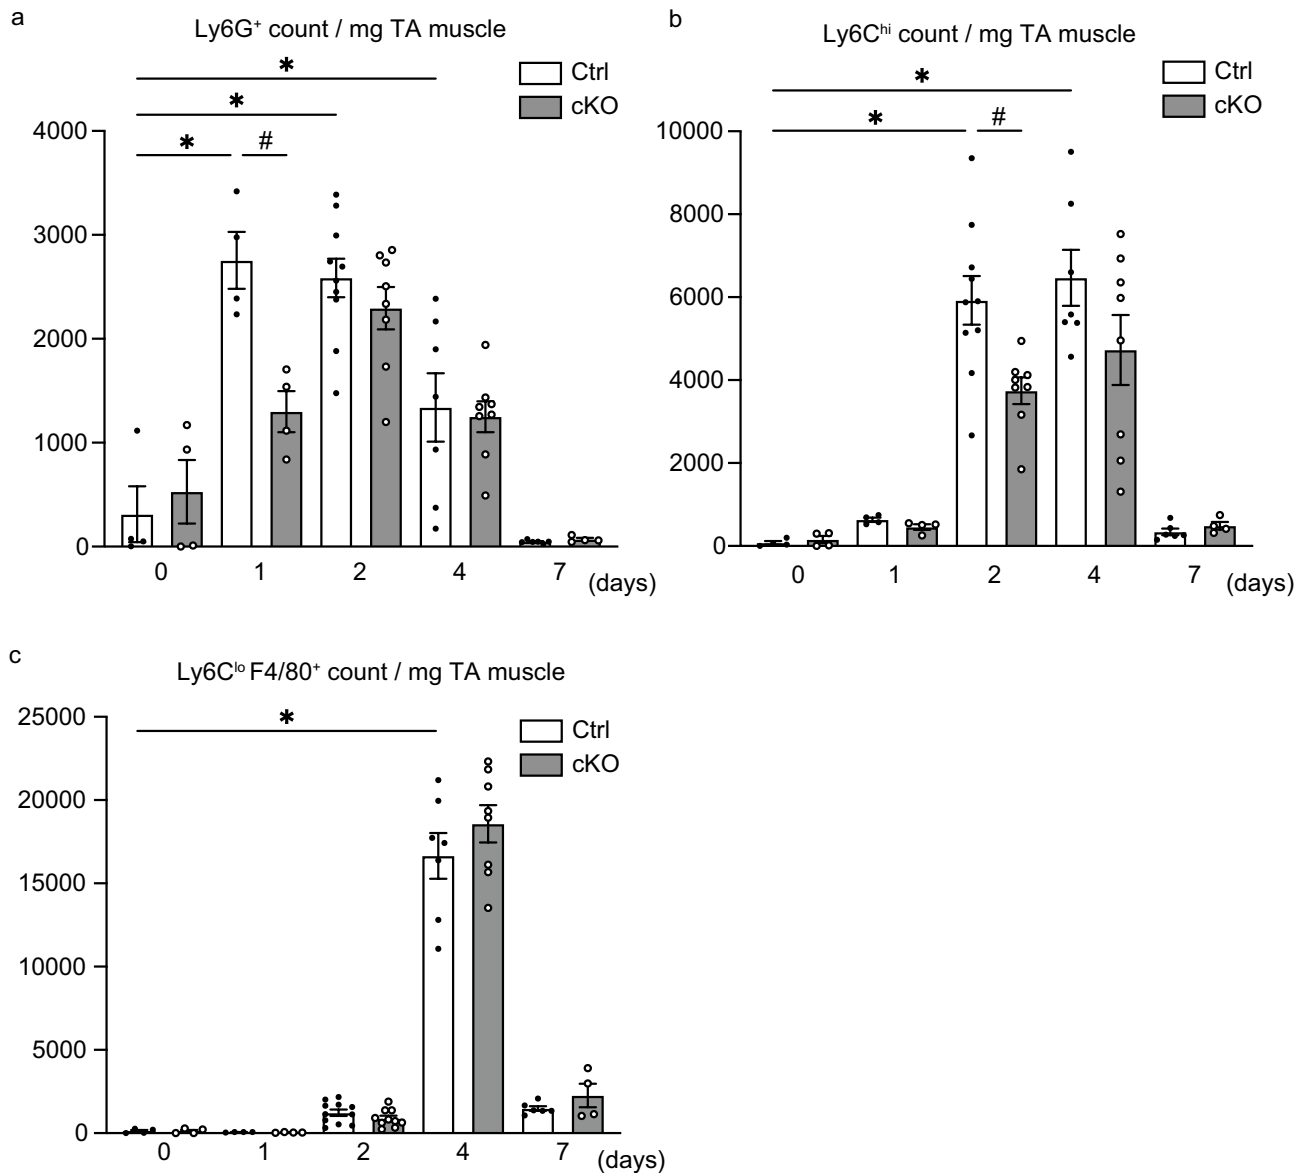 a
Ly6G⁺ count / mg TA muscle
Ctrl
cKO
*
*
* #
4000
3000
2000
1000
0
0 1 2 4 7 (days)
b
Ly6Cʰⁱ count / mg TA muscle
Ctrl
cKO
*
* #
10000
8000
6000
4000
2000
0
0 1 2 4 7 (days)
c
Ly6Cˡᵒ F4/80⁺ count / mg TA muscle
Ctrl
cKO
*
25000
20000
15000
10000
5000
0
0 1 2 4 7 (days)